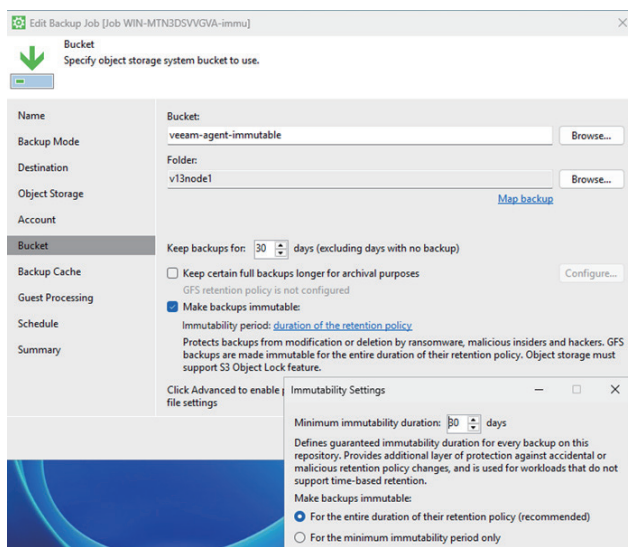 Edit Backup Job [Job WIN-MTN3DSVVGVA-immu]
Bucket
Specify object storage system bucket to use.
Name
Backup Mode
Destination
Object Storage
Account
Bucket
Backup Cache
Guest Processing
Schedule
Summary
Bucket:
veeam-agent-immutable
Browse...
Folder:
v13node1
Browse...
Map backup
Keep backups for: 30 days (excluding days with no backup)
Keep certain full backups longer for archival purposes
Configure...
GFS retention policy is not configured
Make backups immutable:
Immutability period: duration of the retention policy
Protects backups from modification or deletion by ransomware, malicious insiders and hackers. GFS
backups are made immutable for the entire duration of their retention policy. Object storage must
support S3 Object Lock feature.
Click Advanced to enable
file settings
Immutability Settings
Minimum immutability duration: 30 days
Defines guaranteed immutability duration for every backup on this
repository. Provides additional layer of protection against accidental or
malicious retention policy changes, and is used for workloads that do not
support time-based retention.
Make backups immutable:
For the entire duration of their retention policy (recommended)
For the minimum immutability period only